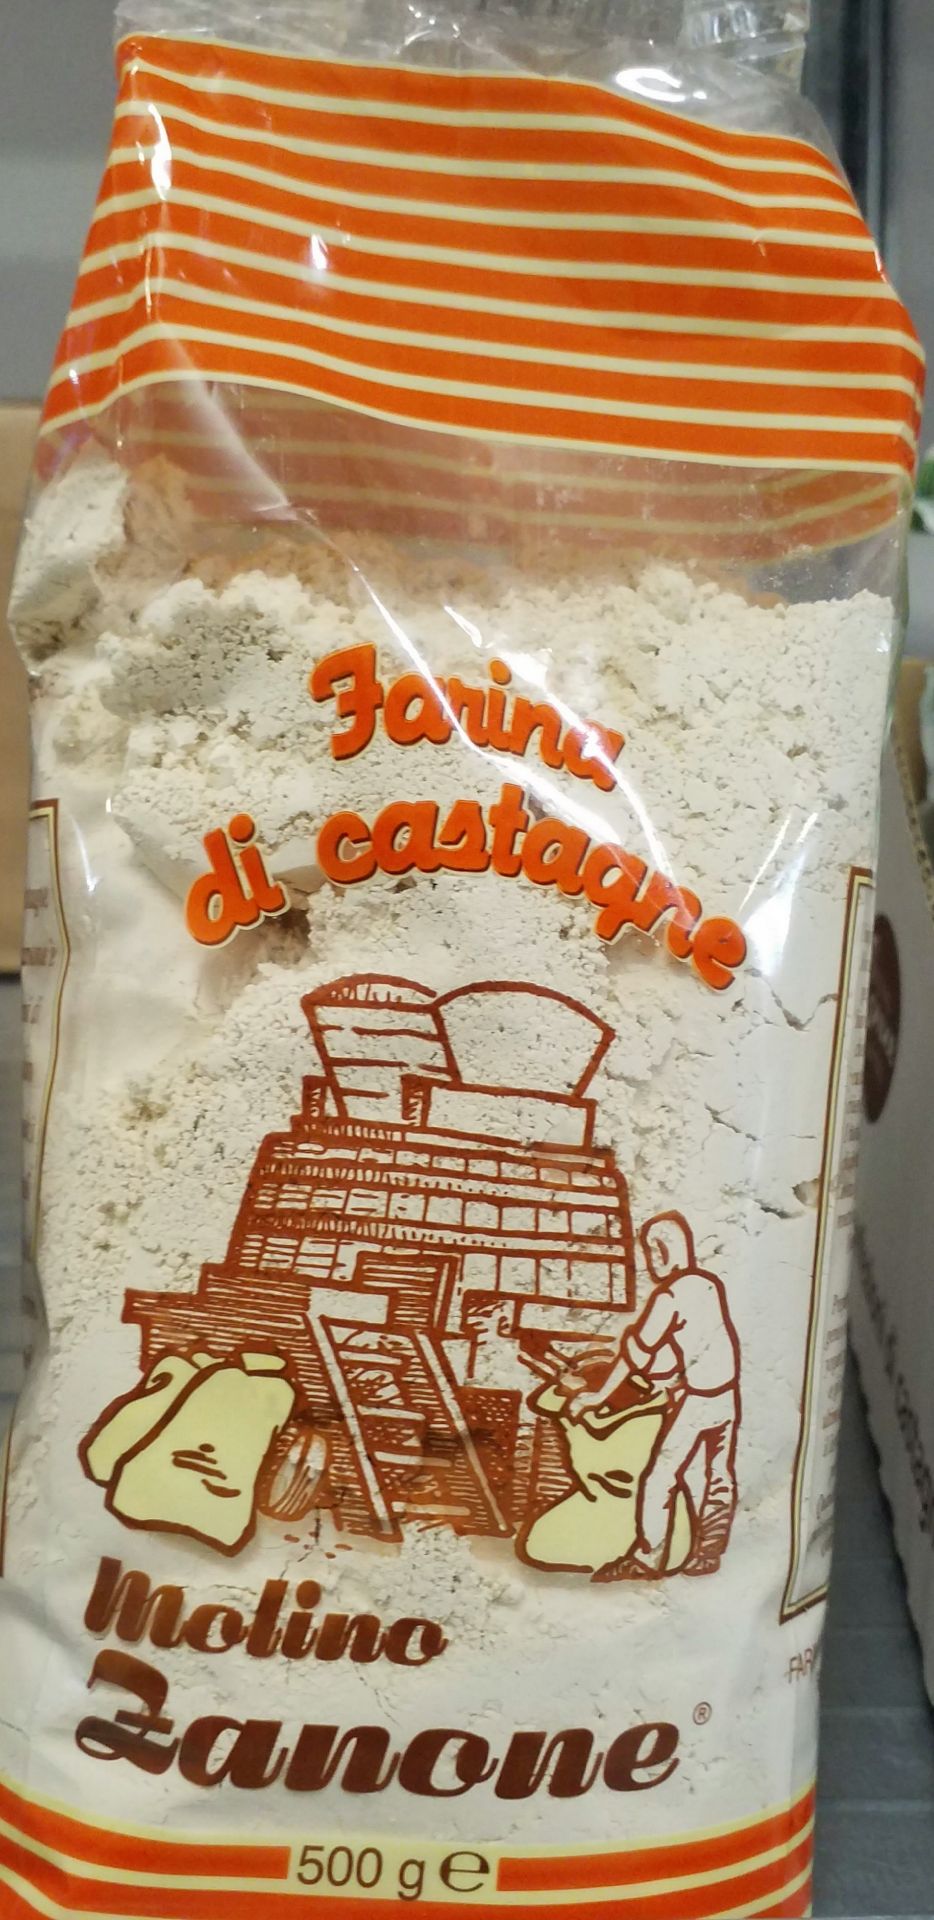 Farina
di castagne
Molino
Zanone®
500 g e